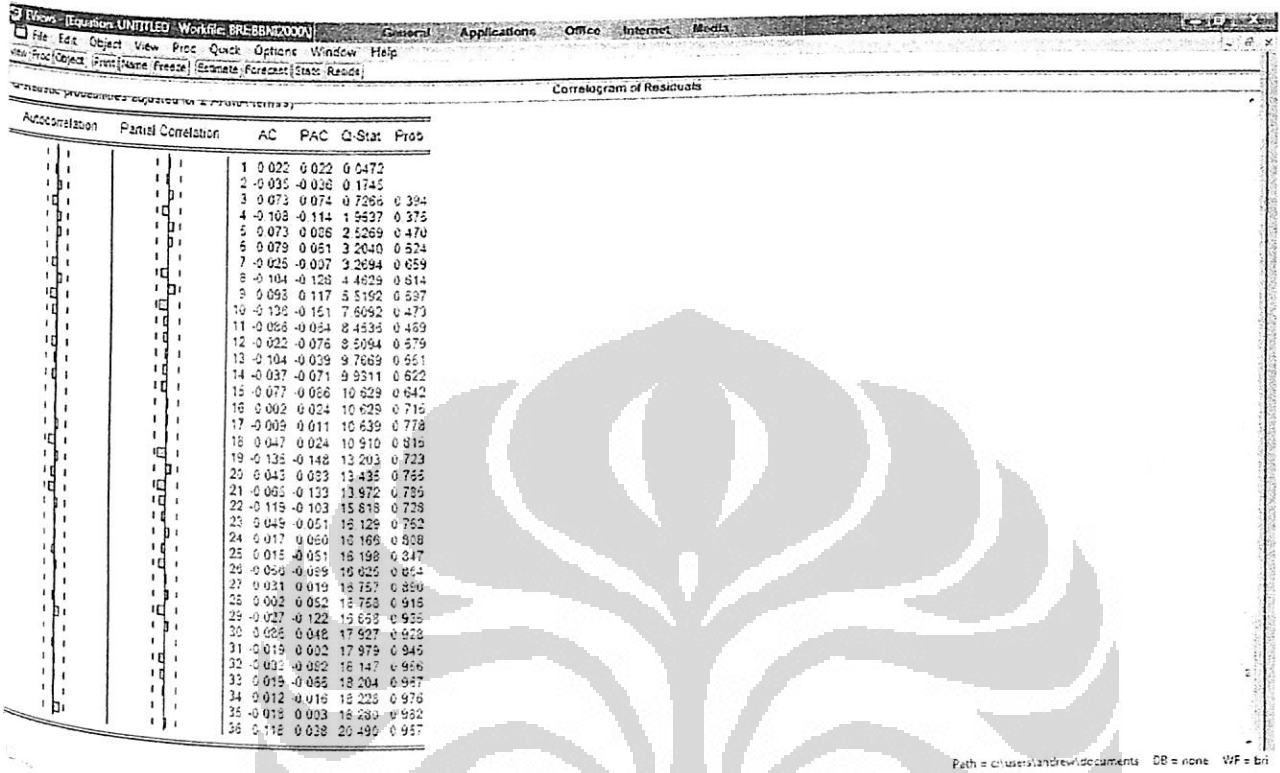 EViews - [Equation: UNTITLED Workfile: BRIEBBNI2000N] General Applications Office Internet Media
File Edit Object View Proc Quick Options Window Help
View Proc Object Print Name Freeze Estimate Forecast Stats Resids
Correlogram of Residuals
Q-statistic probabilities adjusted for 2 ARMA term(s)
Autocorrelation Partial Correlation AC PAC Q-Stat Prob
1 0.022 0.022 0.0472
2 -0.035 -0.036 0.1745
3 0.073 0.074 0.7266 0.394
4 -0.108 -0.114 1.9537 0.376
5 0.073 0.086 2.5269 0.470
6 0.079 0.061 3.2040 0.524
7 -0.025 -0.007 3.2694 0.659
8 -0.104 -0.126 4.4629 0.614
9 0.098 0.117 5.5192 0.597
10 -0.136 -0.151 7.6092 0.473
11 -0.086 -0.064 8.4535 0.489
12 -0.022 -0.076 8.5094 0.579
13 -0.104 -0.039 9.7669 0.551
14 -0.037 -0.071 9.9311 0.622
15 -0.077 -0.086 10.629 0.642
16 0.002 0.024 10.629 0.715
17 -0.009 0.011 10.639 0.778
18 0.047 0.024 10.910 0.815
19 -0.135 -0.148 13.203 0.723
20 0.043 0.033 13.435 0.765
21 -0.065 -0.133 13.972 0.785
22 -0.119 -0.103 15.818 0.728
23 0.049 -0.051 16.129 0.762
24 0.017 0.060 16.166 0.808
25 0.015 -0.051 16.198 0.847
26 -0.056 -0.099 16.625 0.864
27 0.031 0.019 16.757 0.890
28 0.002 0.052 16.758 0.915
29 -0.027 -0.122
30 0.048 17.927 0.928
31 -0.019 0.002 17.979 0.945
32 -0.033 -0.082 18.147 0.956
33 0.019 -0.065 18.204 0.967
34 0.012 -0.016 18.226 0.976
35 -0.018 0.003 18.280 0.982
36 0.118 0.038 20.490 0.967
Path = c:\users\andrew\documents DB = none WF = bri